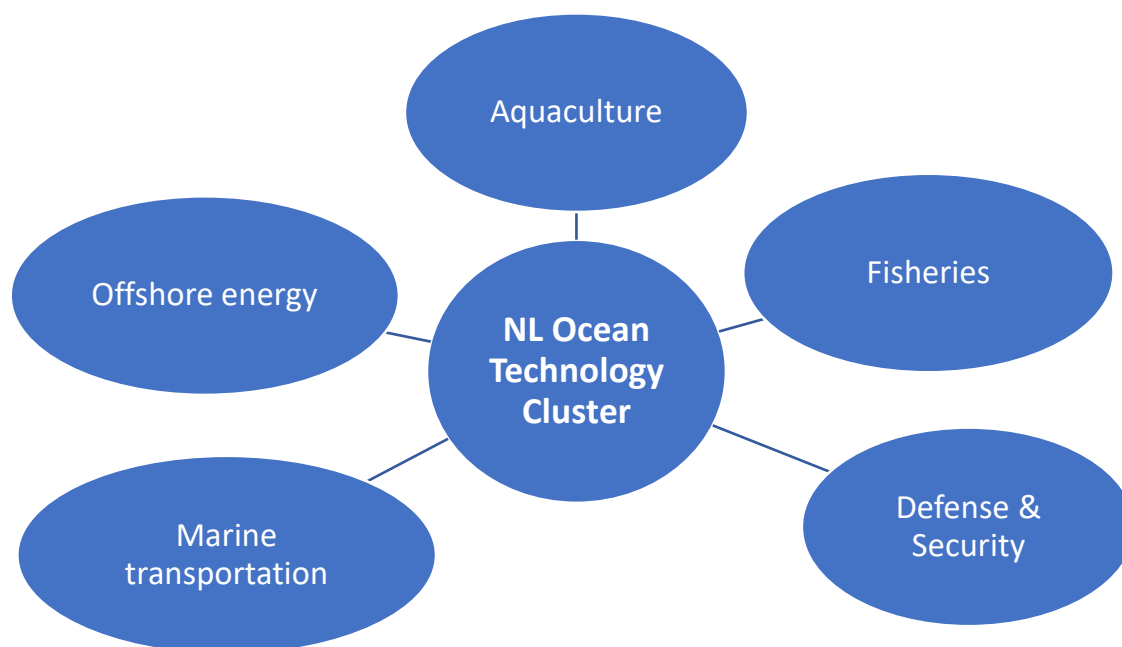 Aquaculture
Fisheries
Offshore energy
NL Ocean
Technology
Cluster
Defense &
Security
Marine
transportation